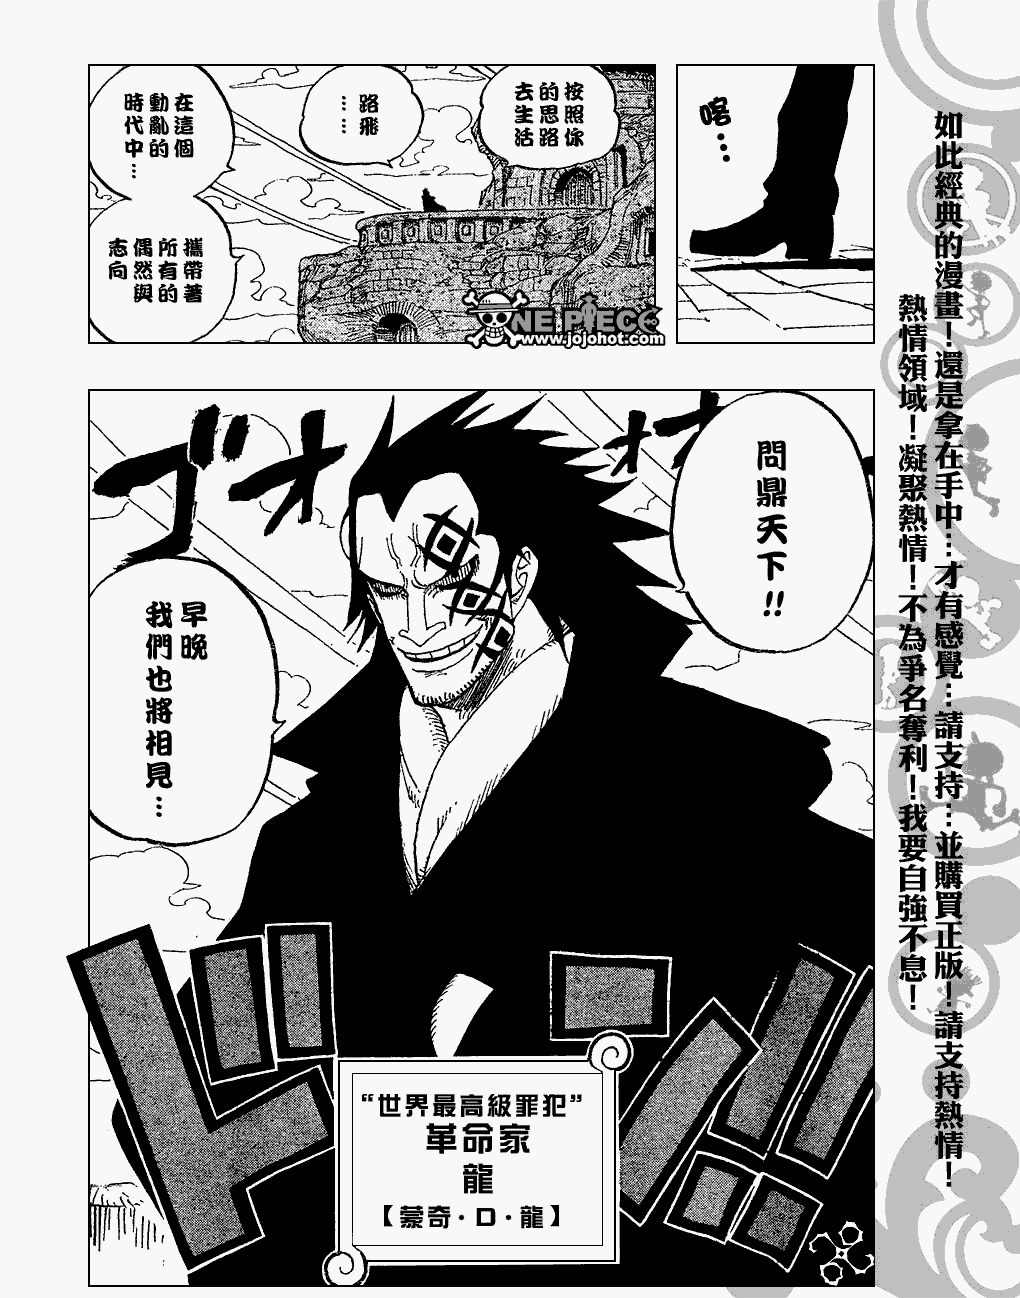 喀…
按照你
的思路
去生活
路飛
……
在這個
動亂的
時代中…
攜帶著
所有的
偶然與
志向
ONE PIECE
www.jojohot.com
問鼎天下!!
ゴオオオ
早晚
我們也將相見…
ドン!!
“世界最高級罪犯”
革命家
龍
【蒙奇·D·龍】
如此經典的漫畫！還是拿在手中…才有感覺…請支持…並購買正版！請支持熱情！
熱情領域！凝聚熱情！不為爭名奪利！我要自強不息！